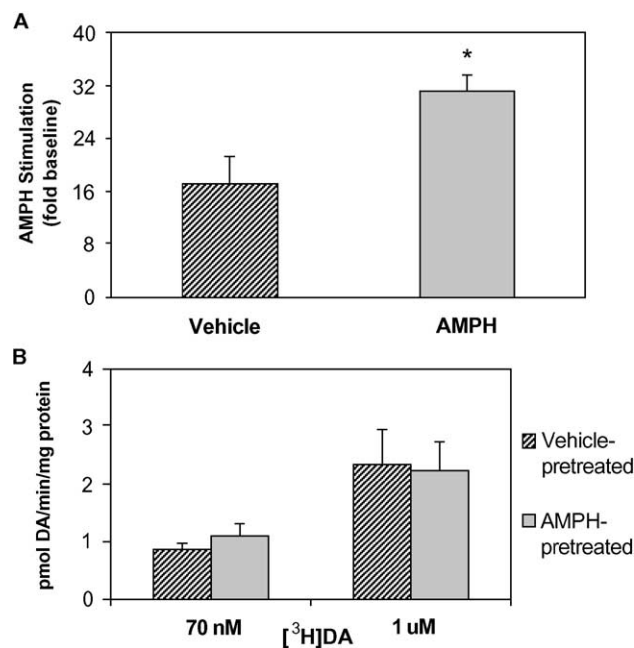 A
AMPH Stimulation
(fold baseline)
40
32
24
16
8
0
*
Vehicle
AMPH
B
pmol DA/min/mg protein
4
3
2
1
0
70 nM
[³H]DA
1 uM
Vehicle-
pretreated
AMPH-
pretreated